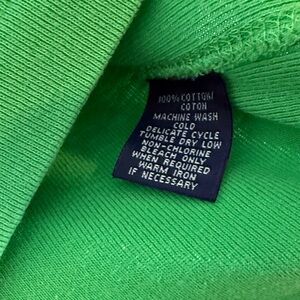 100% COTTON
COTON
MACHINE WASH
COLD
DELICATE CYCLE
TUMBLE DRY LOW
NON-CHLORINE
BLEACH ONLY
WHEN REQUIRED
WARM IRON
IF NECESSARY